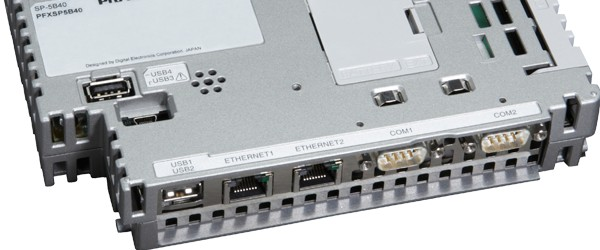 SP-5B40
PFXSP5B40
Designed by Digital Electronics Corporation, JAPAN
USB4
USB3
USB1
USB2
ETHERNET1
ETHERNET2
COM1
COM2